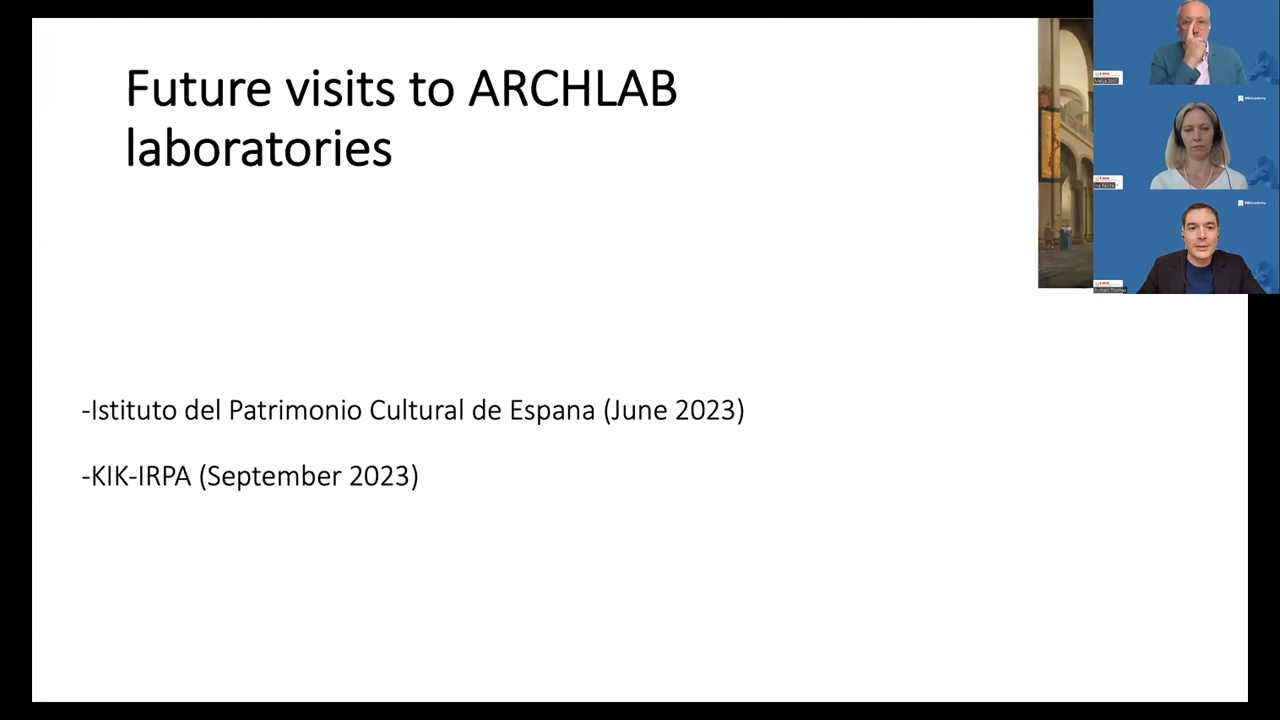 Future visits to ARCHLAB
laboratories
-Istituto del Patrimonio Cultural de Espana (June 2023)
-KIK-IRPA (September 2023)